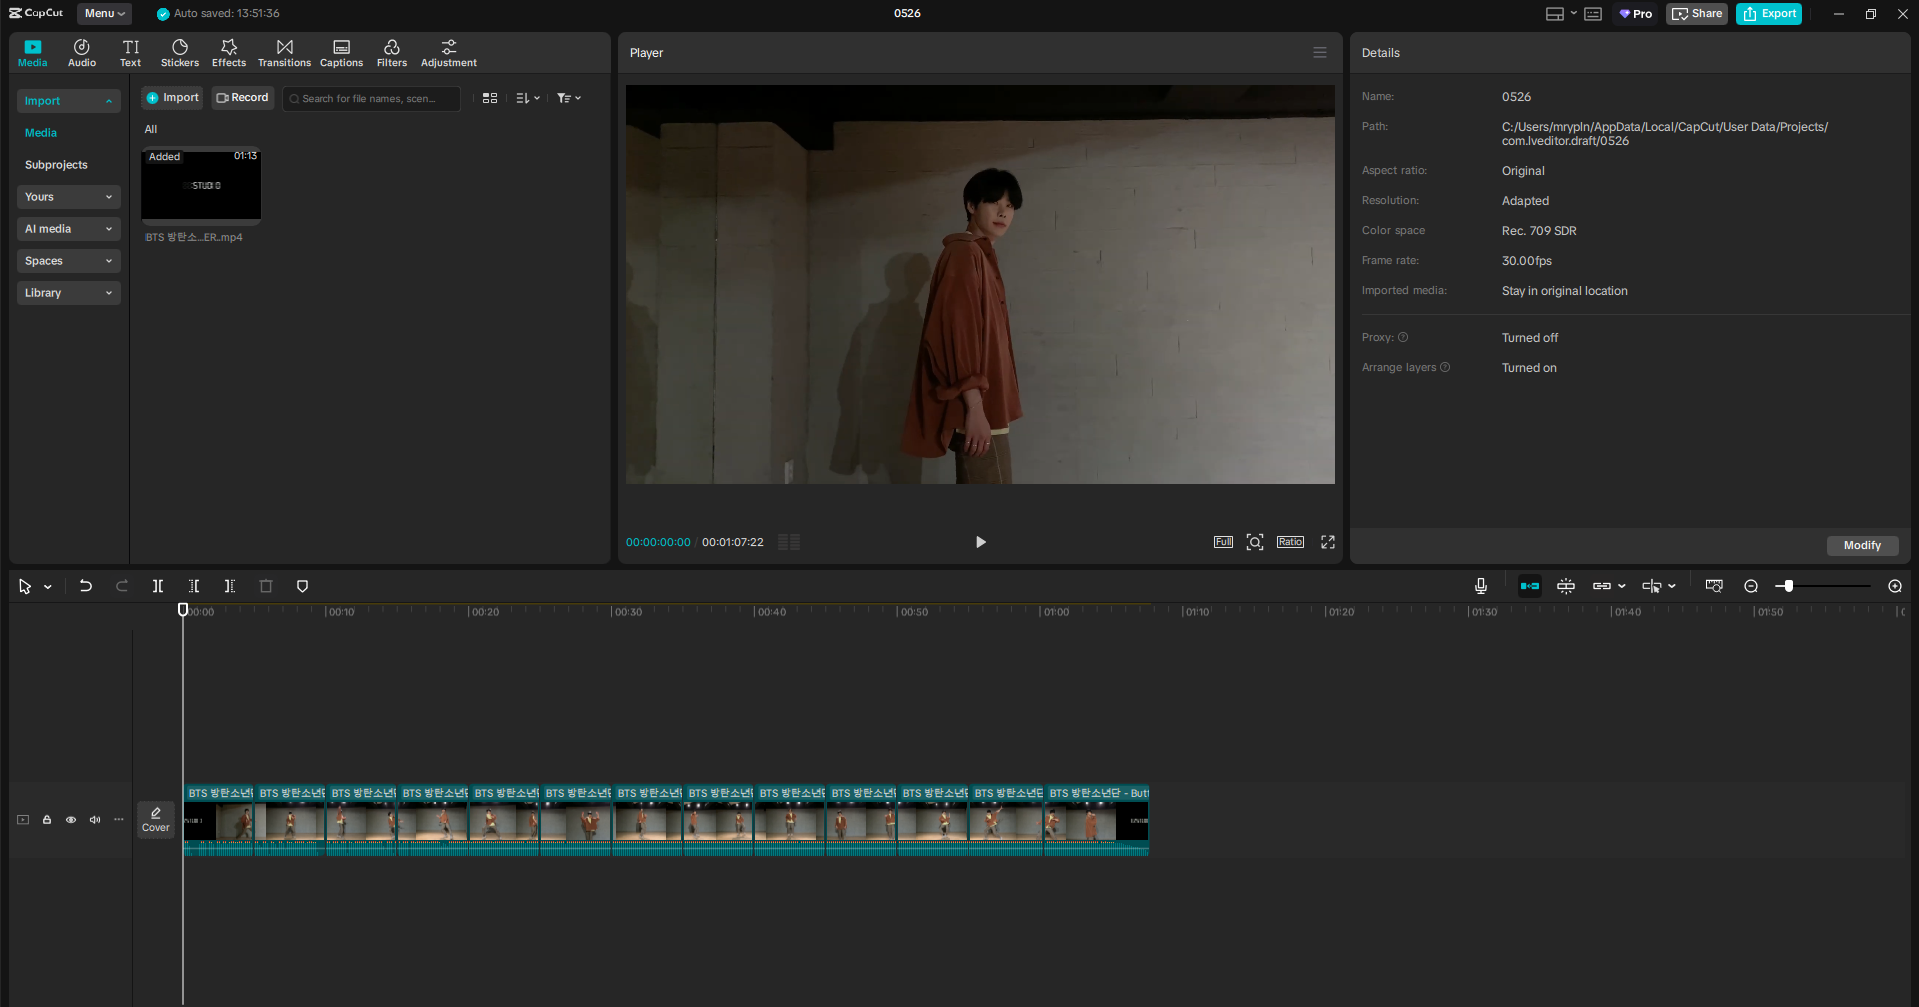 CapCut
Menu
Auto saved: 13:51:36
0526
Pro
Share
Export
Media
Audio
Text
Stickers
Effects
Transitions
Captions
Filters
Adjustment
Player
Details
Import
Media
Subprojects
Yours
AI media
Spaces
Library
Import
Record
Search for file names, scen...
All
Added
01:13
BTS 방탄소...ER..mp4
Name:
0526
Path:
C:/Users/mrypln/AppData/Local/CapCut/User Data/Projects/
com.lveditor.draft/0526
Aspect ratio:
Original
Resolution:
Adapted
Color space
Rec. 709 SDR
Frame rate:
30.00fps
Imported media:
Stay in original location
Proxy:
Turned off
Arrange layers
Turned on
Modify
00:00:00:00 / 00:01:07:22
Full
Ratio
00:00
00:10
00:20
00:30
00:40
00:50
01:00
01:10
01:20
01:30
01:40
01:50
Cover
BTS 방탄소년
BTS 방탄소년
BTS 방탄소년
BTS 방탄소년
BTS 방탄소년
BTS 방탄소년
BTS 방탄소년
BTS 방탄소년
BTS 방탄소년
BTS 방탄소년
BTS 방탄소년
BTS 방탄소년
BTS 방탄소년단 - Butt